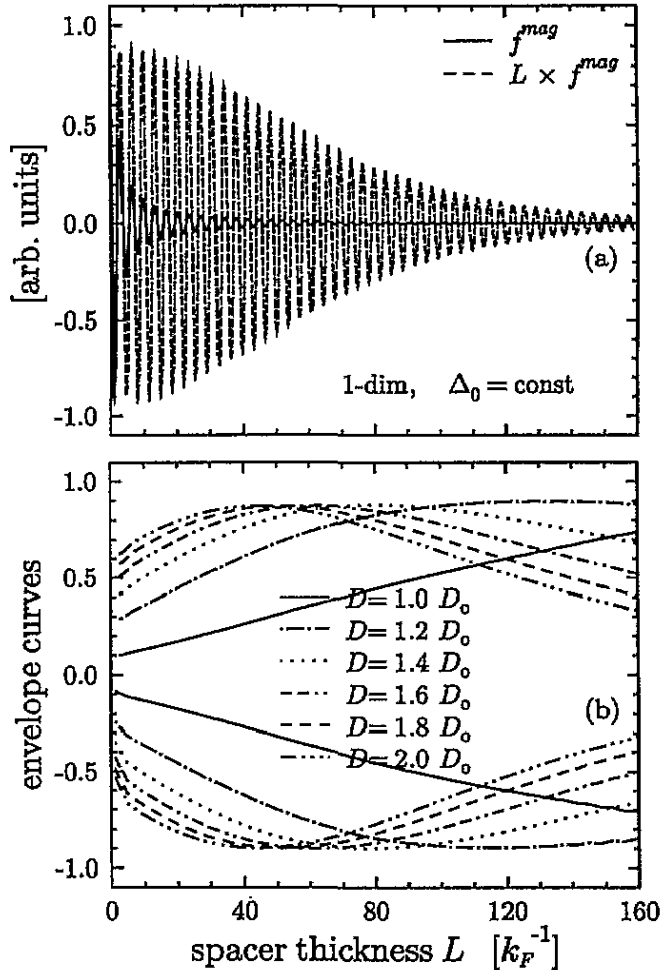 1.0
f^mag
L × f^mag
0.5
[arb. units]
0.0
(a)
-0.5
1-dim, Δ₀ = const
-1.0
1.0
0.5
D = 1.0 D₀
D = 1.2 D₀
envelope curves
0.0
D = 1.4 D₀
D = 1.6 D₀
(b)
D = 1.8 D₀
-0.5
D = 2.0 D₀
-1.0
0 40 80 120 160
spacer thickness L [k_F^-1]